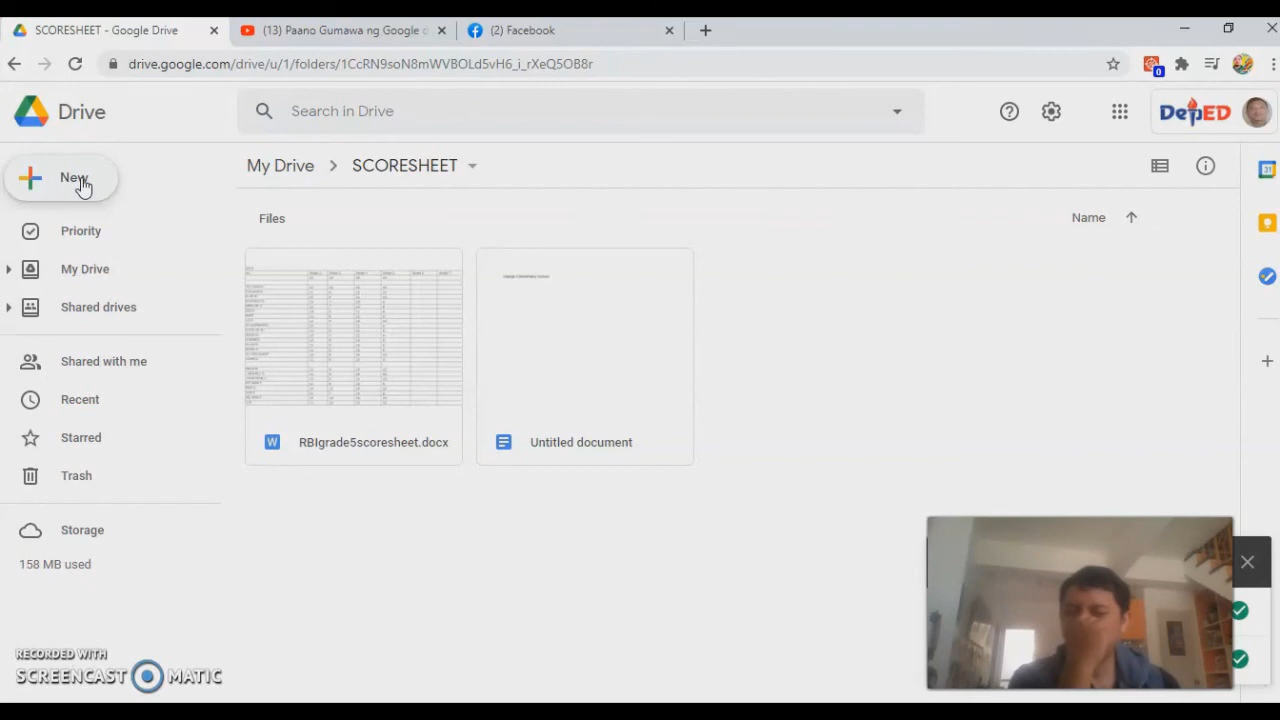 SCORESHEET - Google Drive
(13) Paano Gumawa ng Google d
(2) Facebook
drive.google.com/drive/u/1/folders/1CcRN9soN8mWVBOLd5vH6_i_rXeQ5OB8r
0
Drive
Search in Drive
DepED
New
My Drive
SCORESHEET
31
Priority
My Drive
Shared drives
Shared with me
Recent
Starred
Trash
Storage
158 MB used
Files
Name
W
RBIgrade5scoresheet.docx
Untitled document
RECORDED WITH
SCREENCAST MATIC